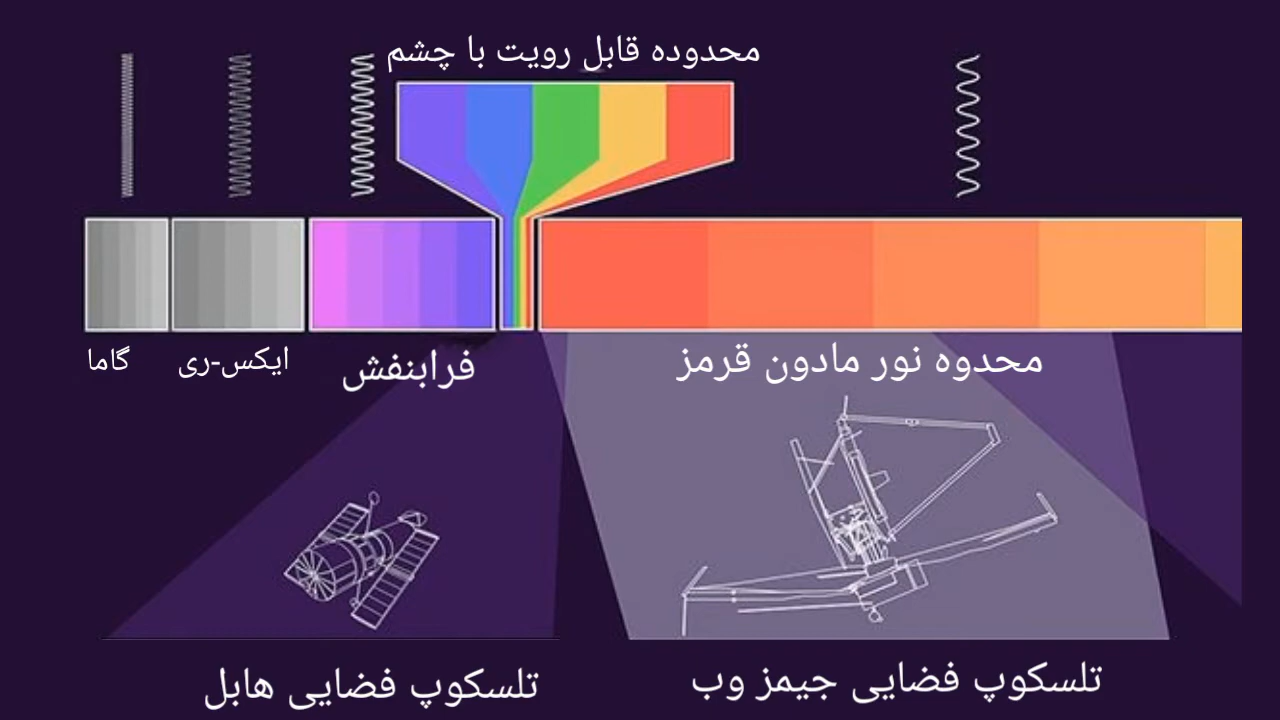 محدوده قابل رویت با چشم
گاما
ایکس-ری
فرابنفش
محدوه نور مادون قرمز
تلسکوپ فضایی هابل
تلسکوپ فضایی جیمز وب